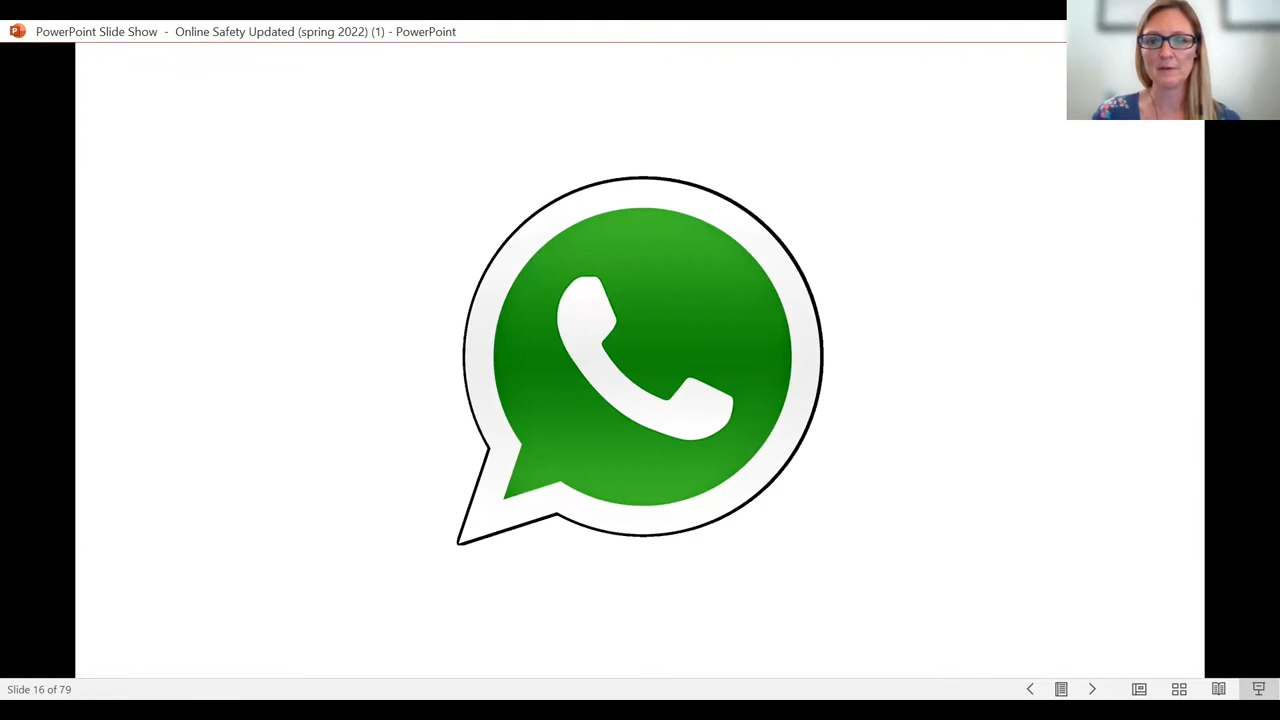 PowerPoint Slide Show - Online Safety Updated (spring 2022) (1) - PowerPoint
Slide 16 of 79